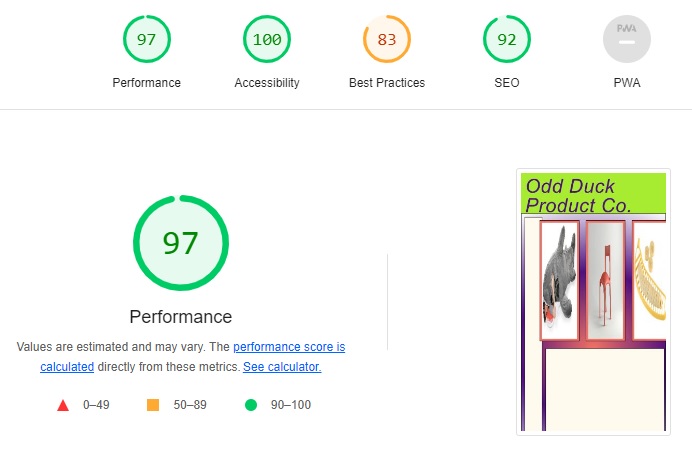 97 100 83 92 PWA
Performance Accessibility Best Practices SEO PWA
Odd Duck
Product Co.
97
Performance
Values are estimated and may vary. The performance score is
calculated directly from these metrics. See calculator.
0–49 50–89 90–100